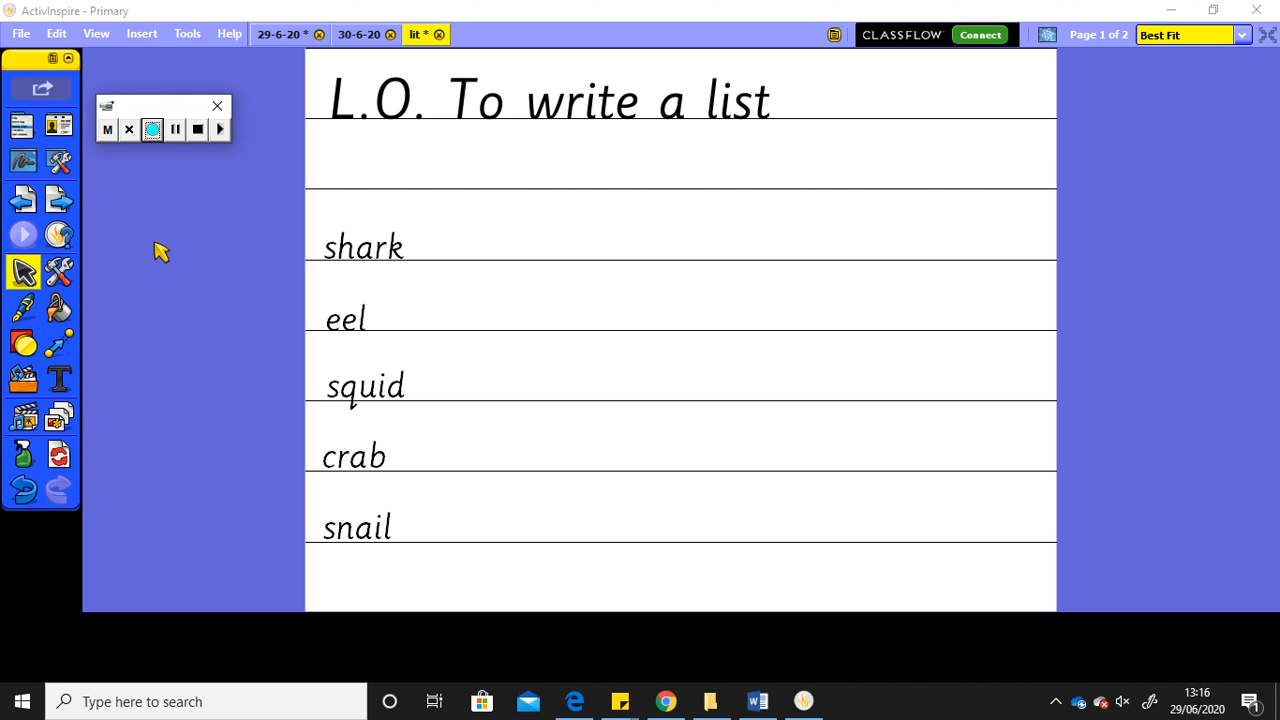 ActivInspire - Primary
File Edit View Insert Tools Help 29-6-20 * 30-6-20 lit * CLASSFLOW Connect Page 1 of 2 Best Fit
M
L.O. To write a list
shark
eel
squid
crab
snail
Type here to search
13:16
29/06/2020
1